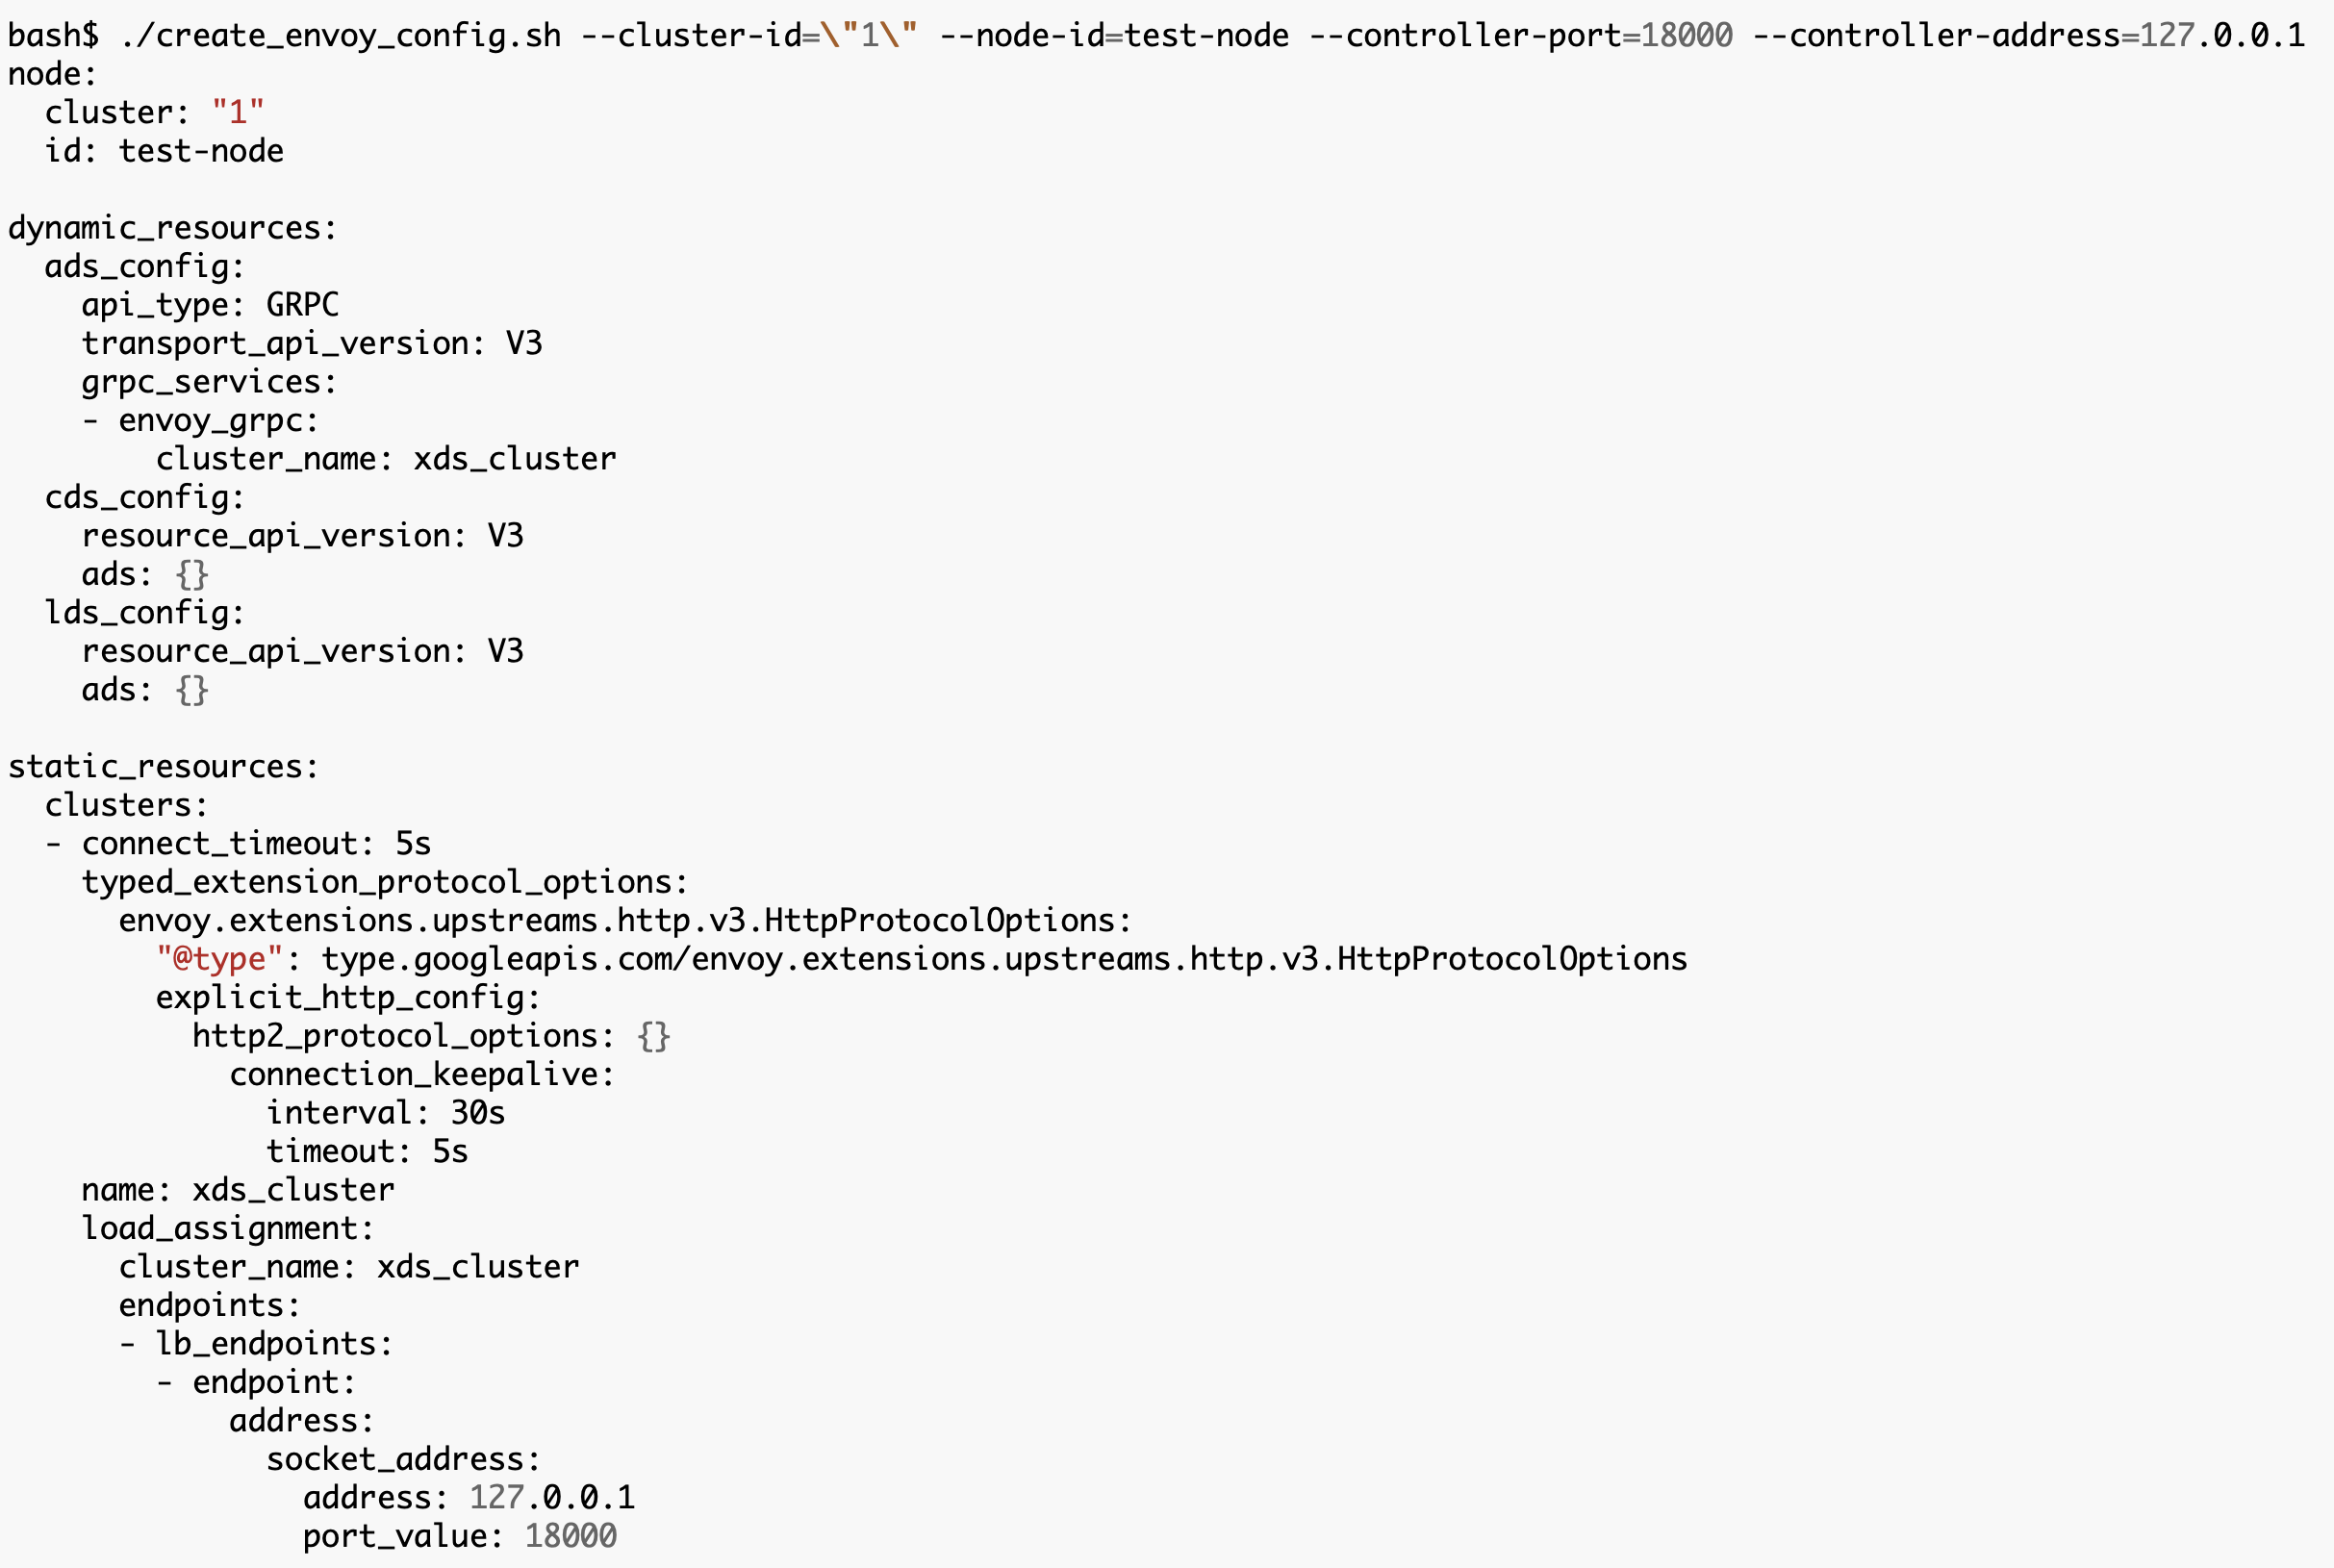 bash$ ./create_envoy_config.sh --cluster-id=\"1\" --node-id=test-node --controller-port=18000 --controller-address=127.0.0.1
node:
  cluster: "1"
  id: test-node

dynamic_resources:
  ads_config:
    api_type: GRPC
    transport_api_version: V3
    grpc_services:
    - envoy_grpc:
        cluster_name: xds_cluster
  cds_config:
    resource_api_version: V3
    ads: {}
  lds_config:
    resource_api_version: V3
    ads: {}

static_resources:
  clusters:
  - connect_timeout: 5s
    typed_extension_protocol_options:
      envoy.extensions.upstreams.http.v3.HttpProtocolOptions:
        "@type": type.googleapis.com/envoy.extensions.upstreams.http.v3.HttpProtocolOptions
        explicit_http_config:
          http2_protocol_options: {}
            connection_keepalive:
              interval: 30s
              timeout: 5s
    name: xds_cluster
    load_assignment:
      cluster_name: xds_cluster
      endpoints:
      - lb_endpoints:
        - endpoint:
            address:
              socket_address:
                address: 127.0.0.1
                port_value: 18000